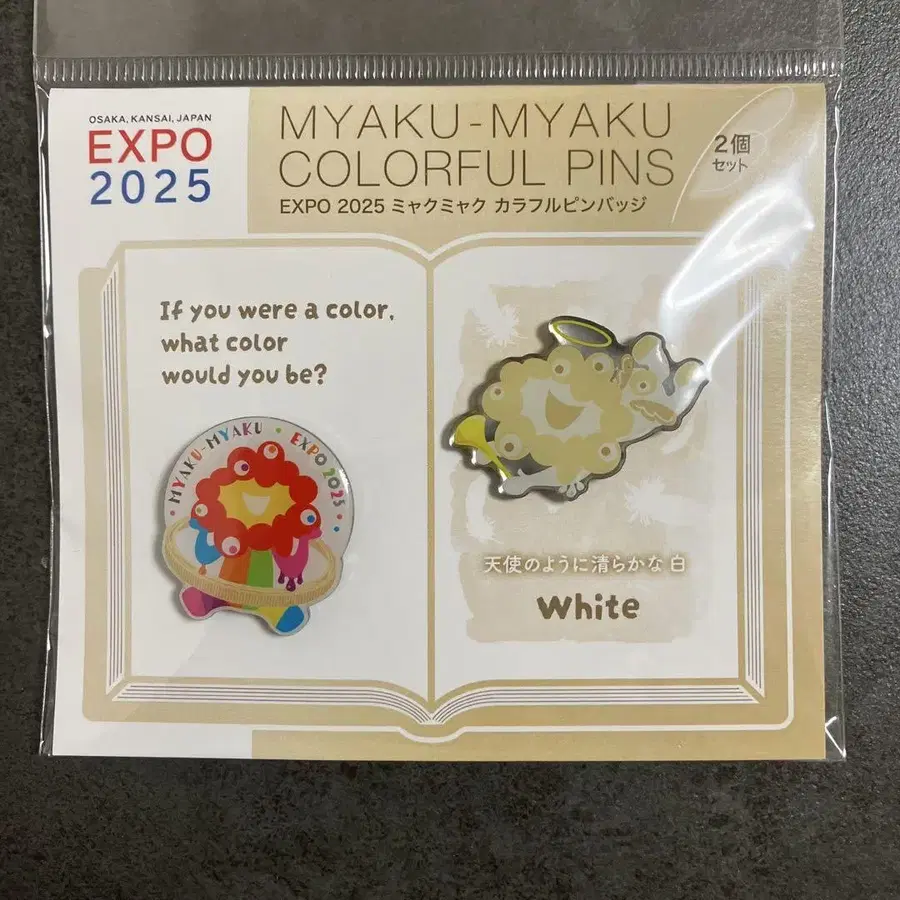 OSAKA, KANSAI, JAPAN
EXPO
2025
MYAKU-MYAKU
COLORFUL PINS
EXPO 2025 ミャクミャク カラフルピンバッジ
2個
セット
If you were a color,
what color
would you be?
MYAKU-MYAKU • EXPO 2025 •
天使のように清らかな 白
White